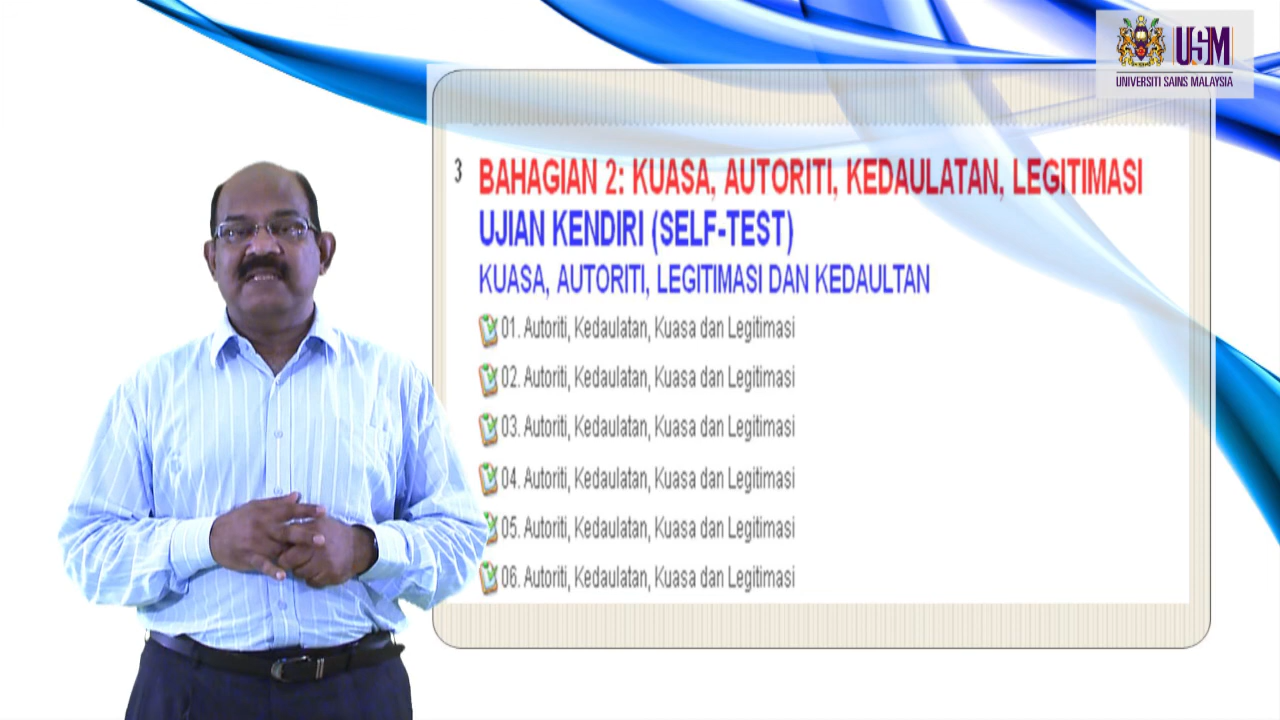 USM
UNIVERSITI SAINS MALAYSIA
3
BAHAGIAN 2: KUASA, AUTORITI, KEDAULATAN, LEGITIMASI
UJIAN KENDIRI (SELF-TEST)
KUASA, AUTORITI, LEGITIMASI DAN KEDAULTAN
01. Autoriti, Kedaulatan, Kuasa dan Legitimasi
02. Autoriti, Kedaulatan, Kuasa dan Legitimasi
03. Autoriti, Kedaulatan, Kuasa dan Legitimasi
04. Autoriti, Kedaulatan, Kuasa dan Legitimasi
05. Autoriti, Kedaulatan, Kuasa dan Legitimasi
06. Autoriti, Kedaulatan, Kuasa dan Legitimasi